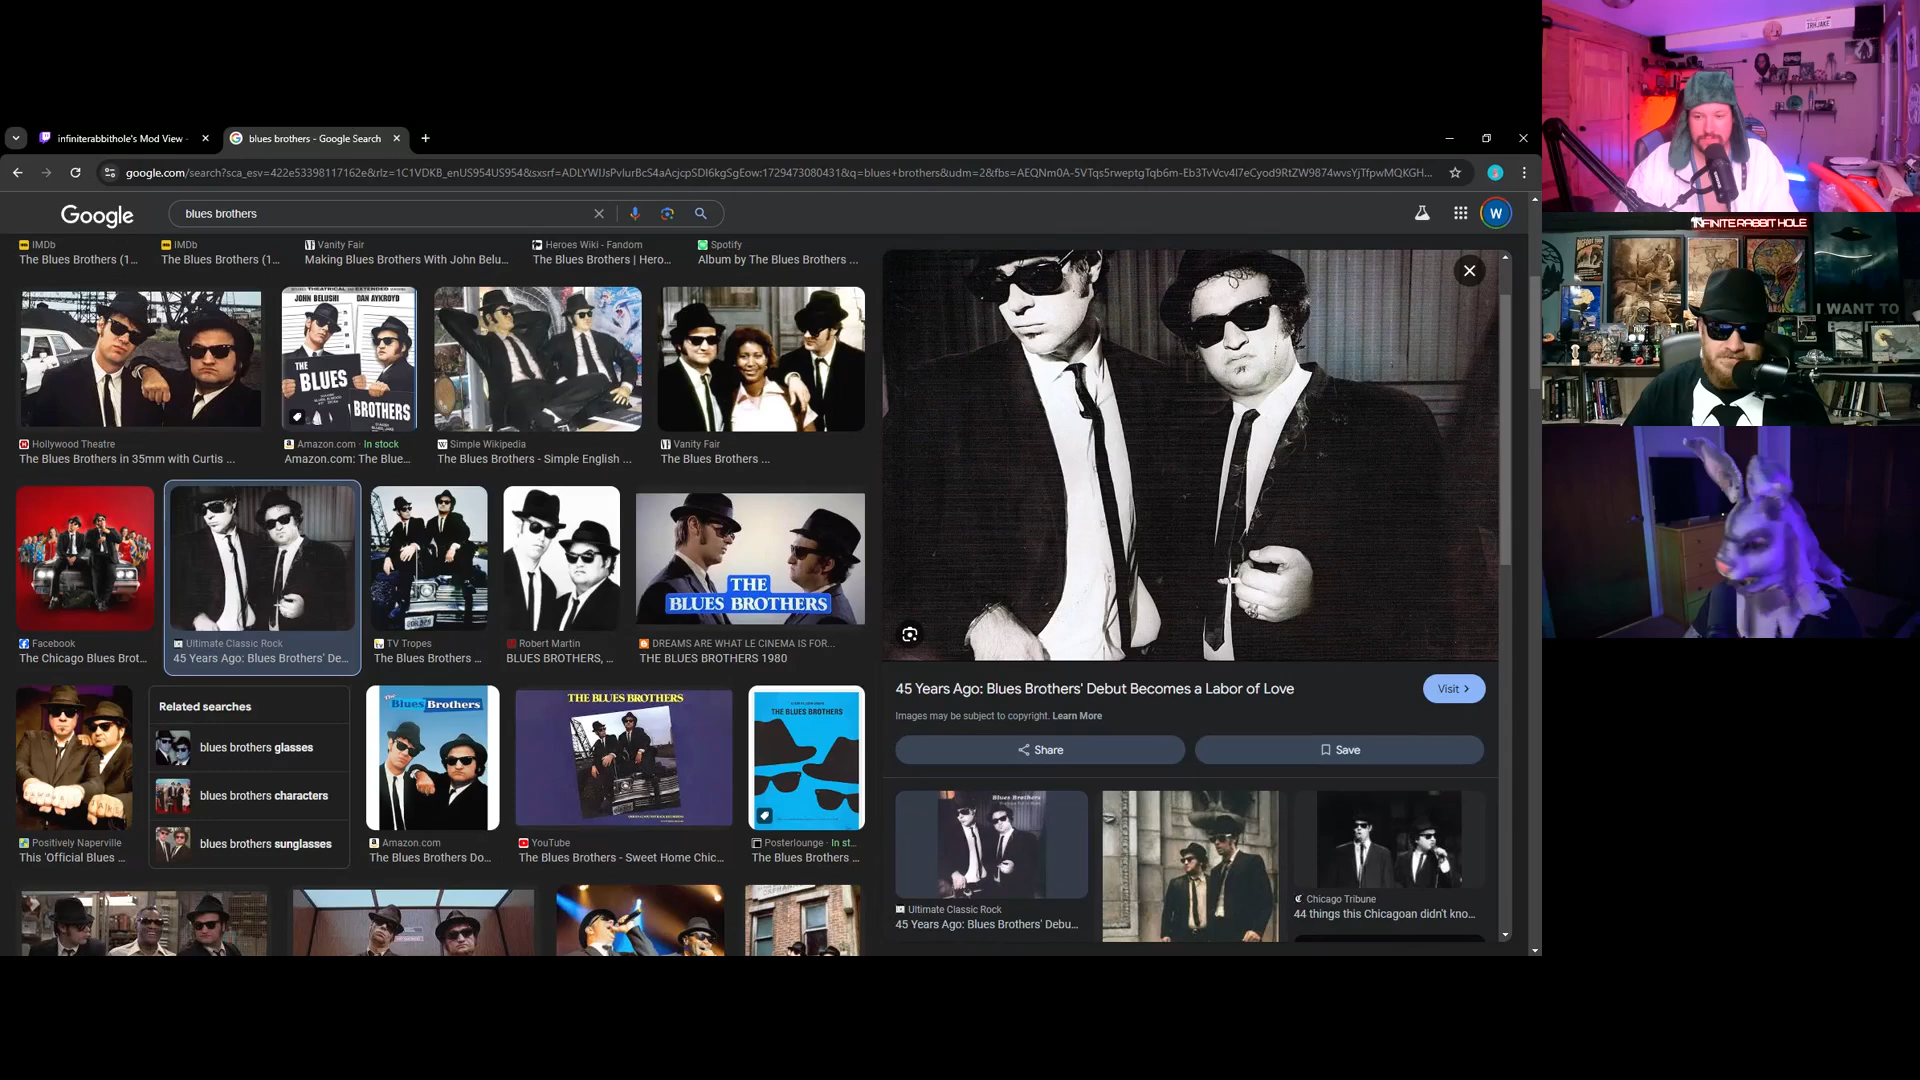 infiniterabbithole's Mod View -
blues brothers - Google Search
google.com/search?sca_esv=422e53398117162e&rlz=1C1VDKB_enUS954US954&sxsrf=ADLYWIJsPvIurBcS4aAcjcpSDI6kgSgEow:1729473080431&q=blues+brothers&udm=2&fbs=AEQNm0A-5VTqs5rweptgTqb6m-Eb3TvVcv4l7eCyod9RtZW9874wvsYjTfpwMQKGH...
Google
blues brothers
W
IMDb
The Blues Brothers (1...
IMDb
The Blues Brothers (1...
Vanity Fair
Making Blues Brothers With John Belu...
Heroes Wiki - Fandom
The Blues Brothers | Hero...
Spotify
Album by The Blues Brothers ...
JOHN BELUSHI DAN AYKROYD
THE
BLUES
BROTHERS
Hollywood Theatre
The Blues Brothers in 35mm with Curtis ...
Amazon.com · In stock
Amazon.com: The Blue...
Simple Wikipedia
The Blues Brothers - Simple English ...
Vanity Fair
The Blues Brothers ...
THE
BLUES BROTHERS
Facebook
The Chicago Blues Brot...
Ultimate Classic Rock
45 Years Ago: Blues Brothers' De...
TV Tropes
The Blues Brothers ...
Robert Martin
BLUES BROTHERS, ...
DREAMS ARE WHAT LE CINEMA IS FOR...
THE BLUES BROTHERS 1980
Related searches
blues brothers glasses
blues brothers characters
blues brothers sunglasses
The
Blues Brothers
THE BLUES BROTHERS
THE BLUES BROTHERS
Positively Naperville
This 'Official Blues ...
Amazon.com
The Blues Brothers Do...
YouTube
The Blues Brothers - Sweet Home Chic...
Posterlounge · In st...
The Blues Brothers ...
45 Years Ago: Blues Brothers' Debut Becomes a Labor of Love
Visit
Images may be subject to copyright. Learn More
Share
Save
Blues Brothers
Ultimate Classic Rock
45 Years Ago: Blues Brothers' Debu...
Chicago Tribune
44 things this Chicagoan didn't kno...
IRHJAKE
INFINITE RABBIT HOLE
I WANT TO